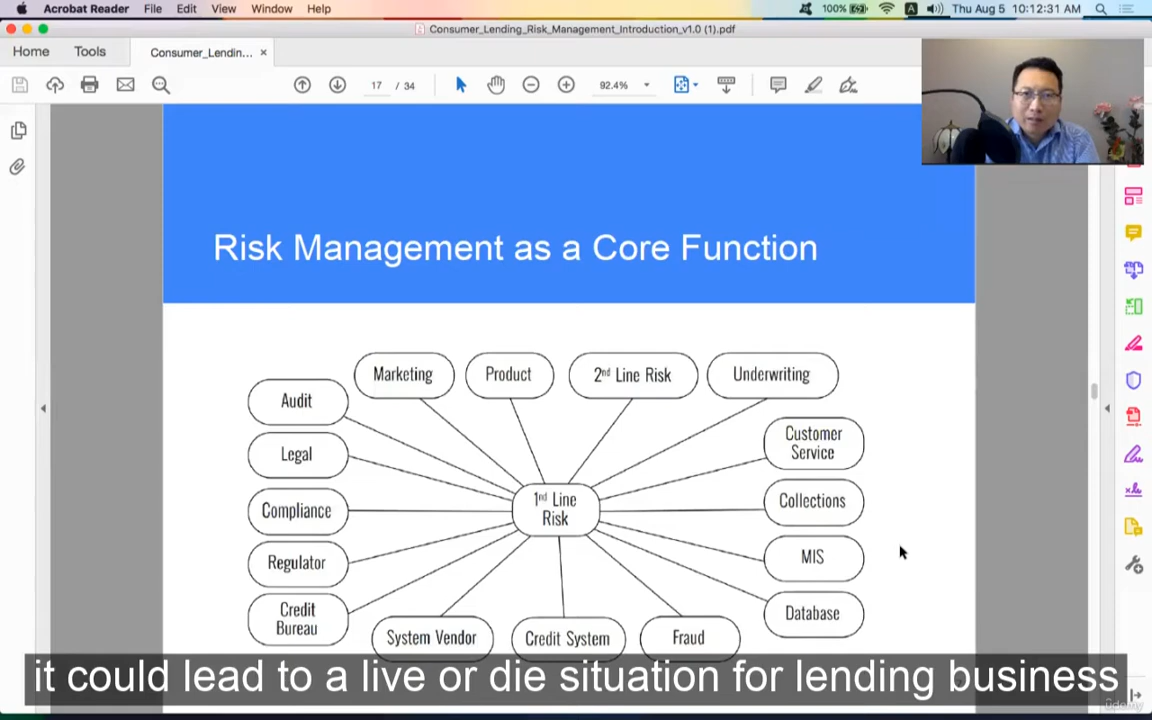 Acrobat Reader File Edit View Window Help
100% A Thu Aug 5 10:12:31 AM
Consumer_Lending_Risk_Management_Introduction_v1.0 (1).pdf
Home Tools Consumer_Lendin... ×
17 / 34 92.4%
Risk Management as a Core Function
Marketing
Product
2nd Line Risk
Underwriting
Audit
Legal
Compliance
Regulator
Credit
Bureau
1nd Line
Risk
Customer
Service
Collections
MIS
Database
System Vendor
Credit System
Fraud
it could lead to a live or die situation for lending business
ûdemy